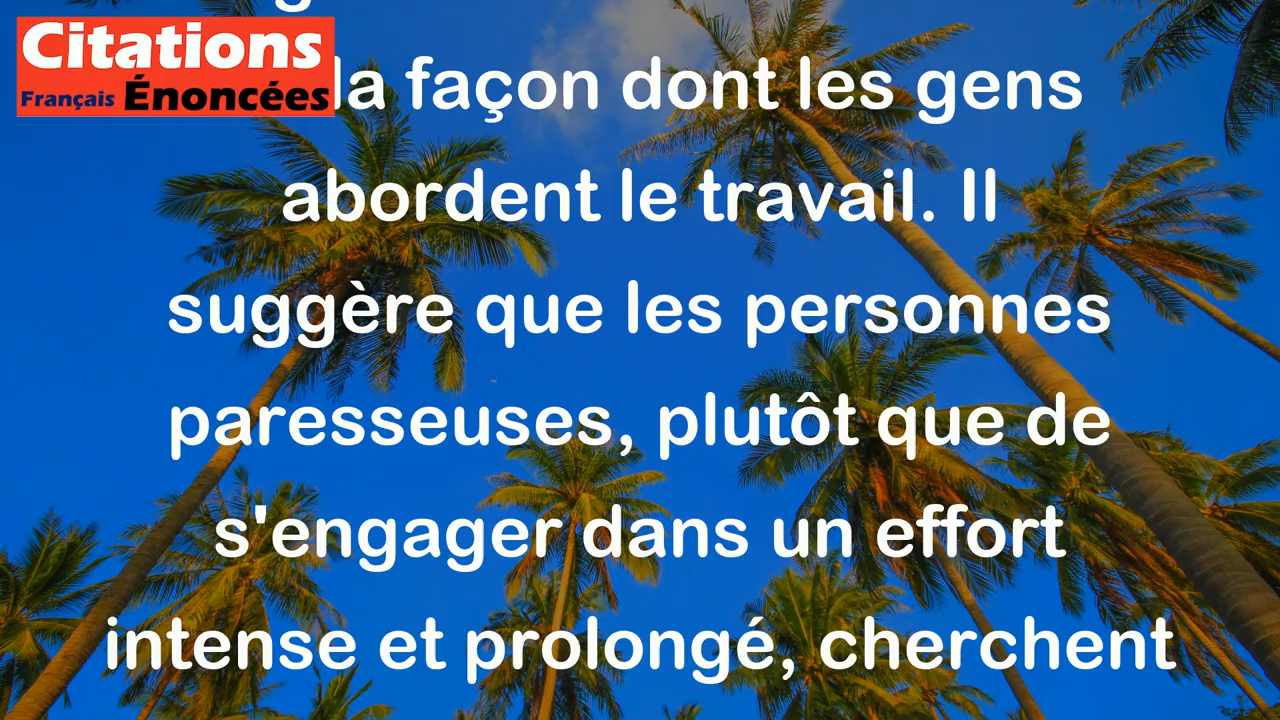 Citations
Français Énoncées
la façon dont les gens
abordent le travail. Il
suggère que les personnes
paresseuses, plutôt que de
s'engager dans un effort
intense et prolongé, cherchent